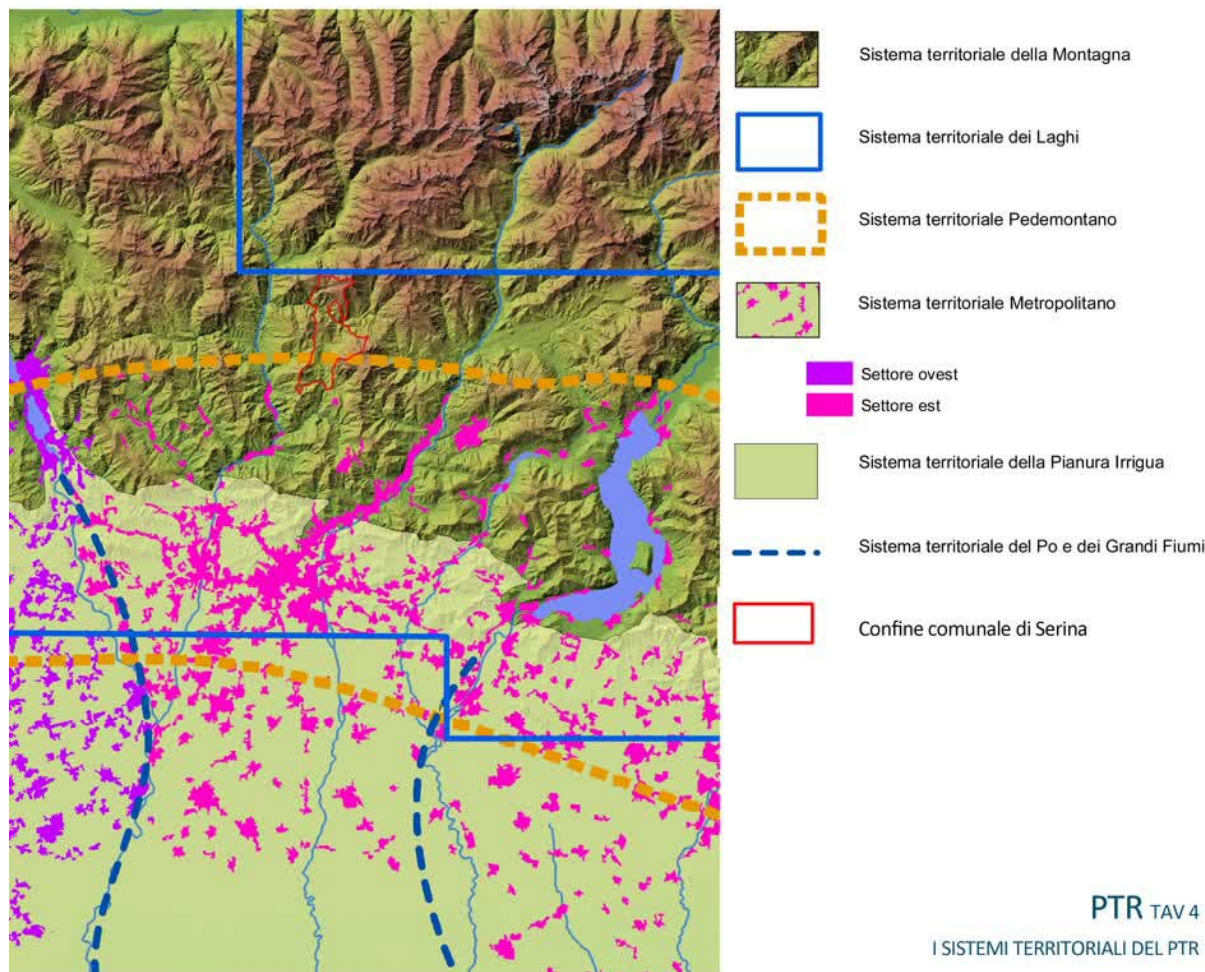 Sistema territoriale della Montagna
Sistema territoriale dei Laghi
Sistema territoriale Pedemontano
Sistema territoriale Metropolitano
Settore ovest
Settore est
Sistema territoriale della Pianura Irrigua
Sistema territoriale del Po e dei Grandi Fiumi
Confine comunale di Serina
PTR TAV 4
I SISTEMI TERRITORIALI DEL PTR